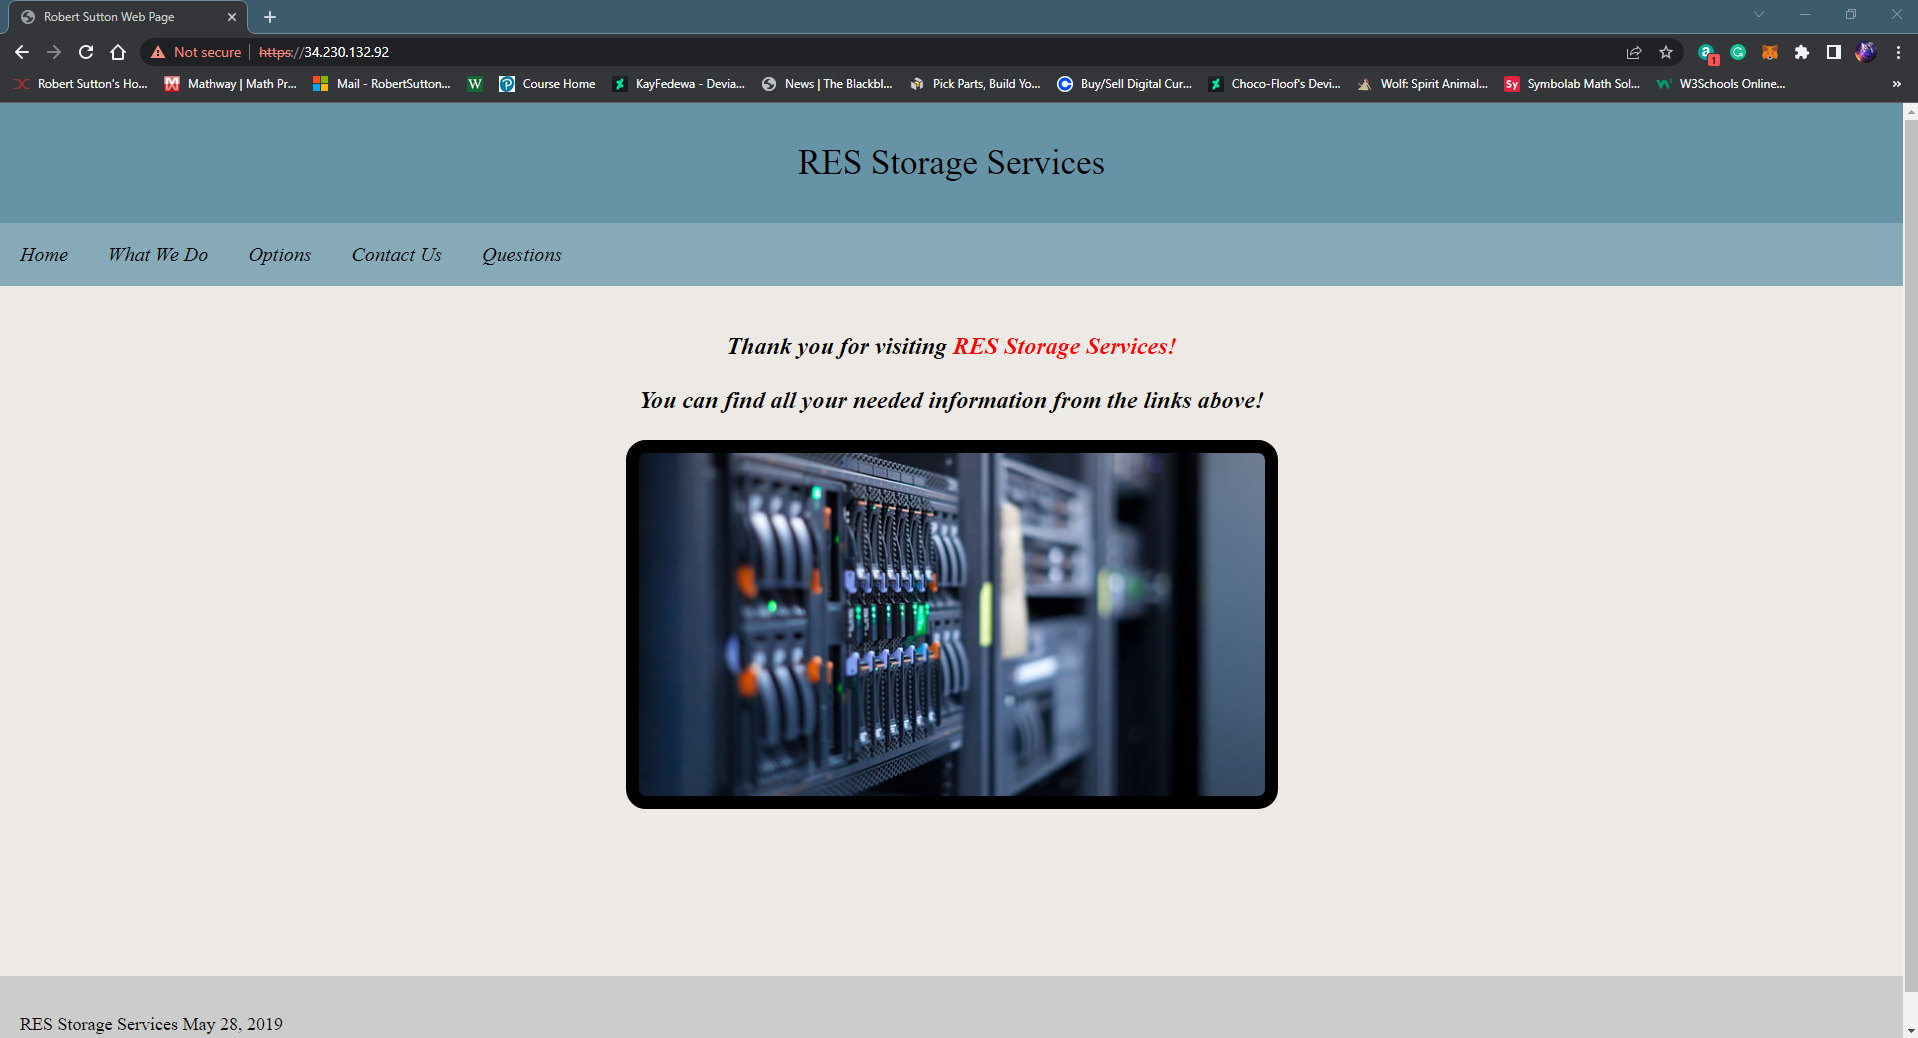 Robert Sutton Web Page
Not secure https://34.230.132.92
1
Robert Sutton's Ho... Mathway | Math Pr... Mail - RobertSutton... W Course Home KayFedewa - Devia... News | The Blackbl... Pick Parts, Build Yo... Buy/Sell Digital Cur... Choco-Floof's Devi... Wolf: Spirit Animal... Sy Symbolab Math Sol... W3Schools Online... »
RES Storage Services
Home What We Do Options Contact Us Questions
Thank you for visiting RES Storage Services!
You can find all your needed information from the links above!
RES Storage Services May 28, 2019